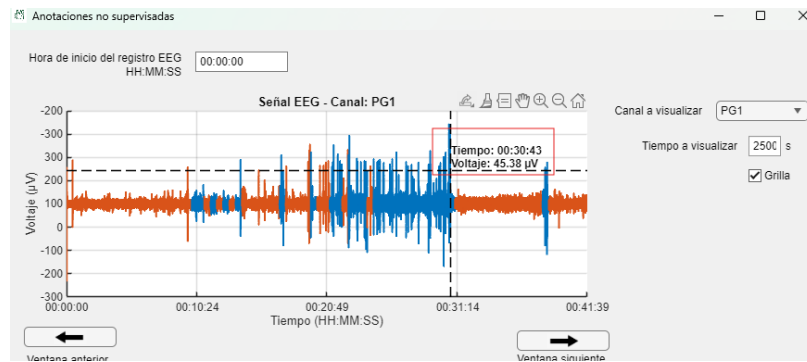 Anotaciones no supervisadas
Hora de inicio del registro EEG
HH:MM:SS
00:00:00
Señal EEG - Canal: PG1
Canal a visualizar
PG1
Tiempo a visualizar
2500
s
Grilla
Tiempo: 00:30:43
Voltaje: 45.38 µV
Voltaje (µV)
-200
-300
300
200
100
0
-100
-200
-300
00:00:00
00:10:24
00:20:49
00:31:14
00:41:39
Tiempo (HH:MM:SS)
Ventana anterior
Ventana siguiente